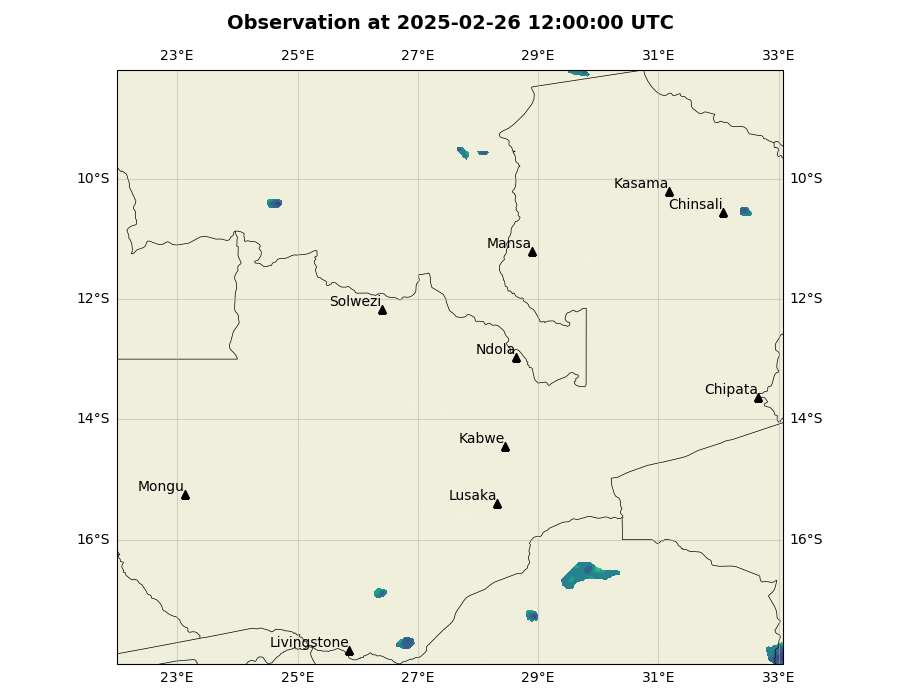 Observation at 2025-02-26 12:00:00 UTC
23°E 25°E 27°E 29°E 31°E 33°E
10°S 10°S
Kasama
Chinsali
Mansa
12°S 12°S
Solwezi
Ndola
Chipata
14°S 14°S
Kabwe
Mongu
Lusaka
16°S 16°S
Livingstone
23°E 25°E 27°E 29°E 31°E 33°E